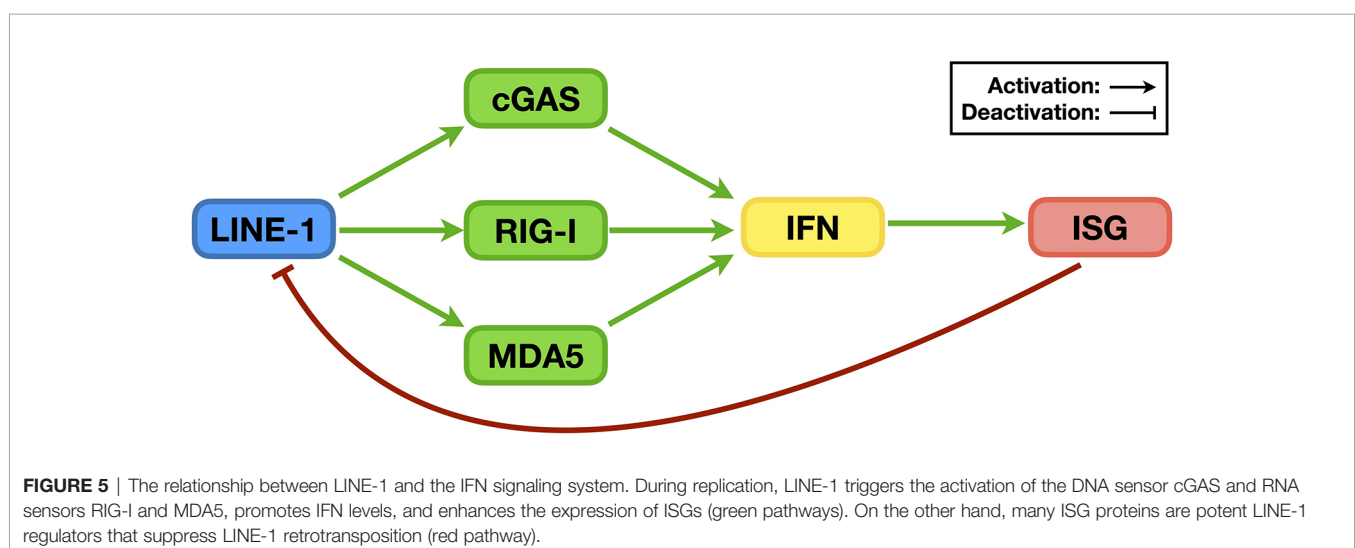 cGAS
Activation:
Deactivation:
LINE-1
RIG-I
IFN
ISG
MDA5
FIGURE 5 | The relationship between LINE-1 and the IFN signaling system. During replication, LINE-1 triggers the activation of the DNA sensor cGAS and RNA
sensors RIG-I and MDA5, promotes IFN levels, and enhances the expression of ISGs (green pathways). On the other hand, many ISG proteins are potent LINE-1
regulators that suppress LINE-1 retrotransposition (red pathway).